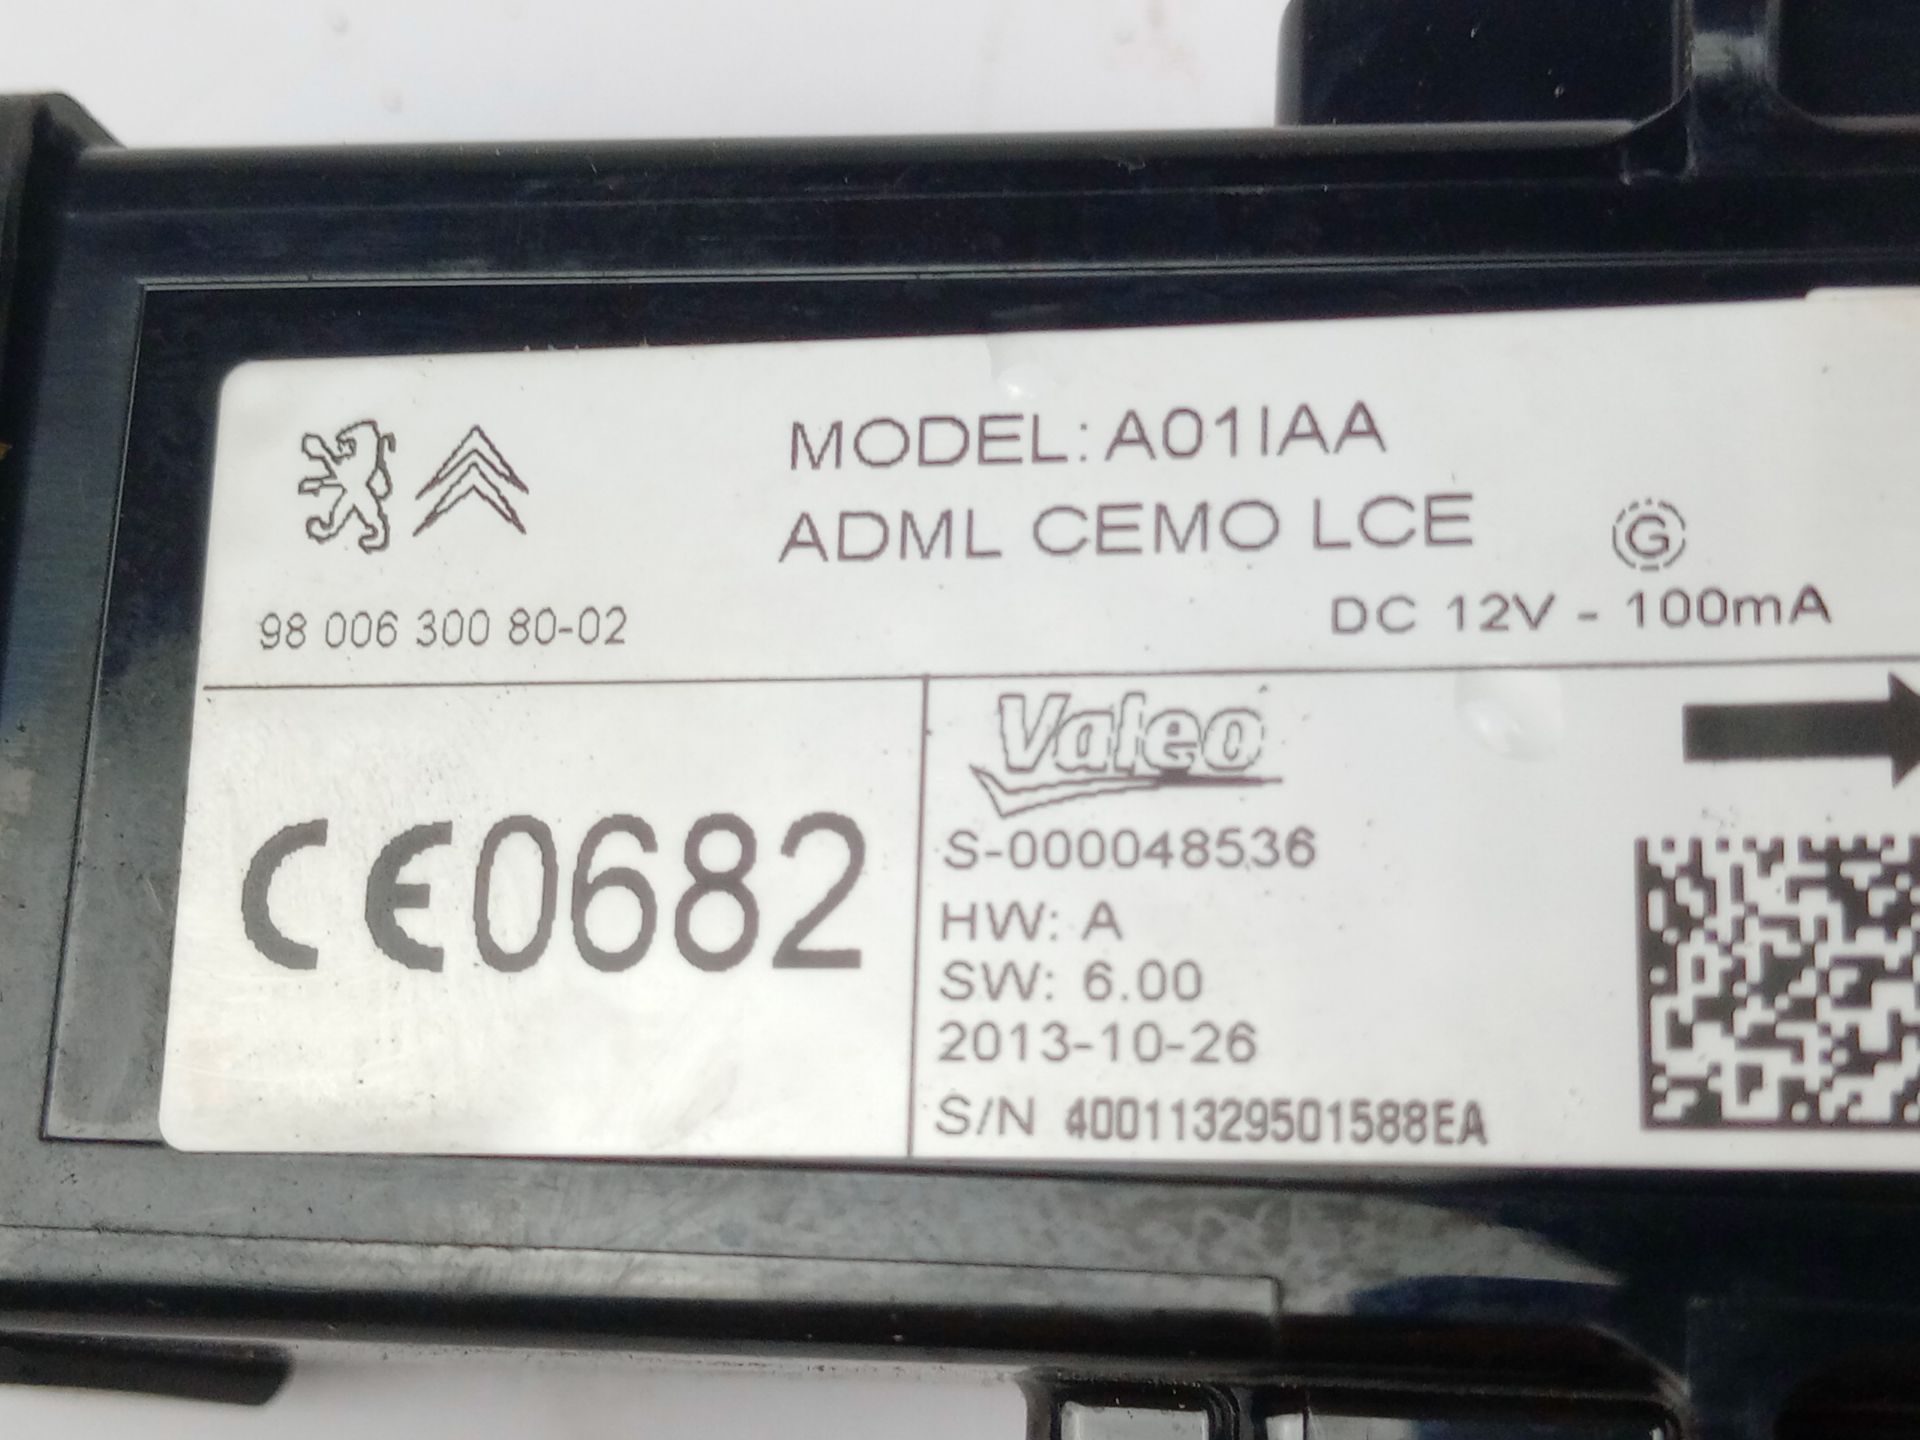 MODEL: A01IAA
ADML CEMO LCE G
98 006 300 80-02
DC 12V - 100mA
CE0682
Valeo
S-000048536
HW: A
SW: 6.00
2013-10-26
S/N 40011329501588EA